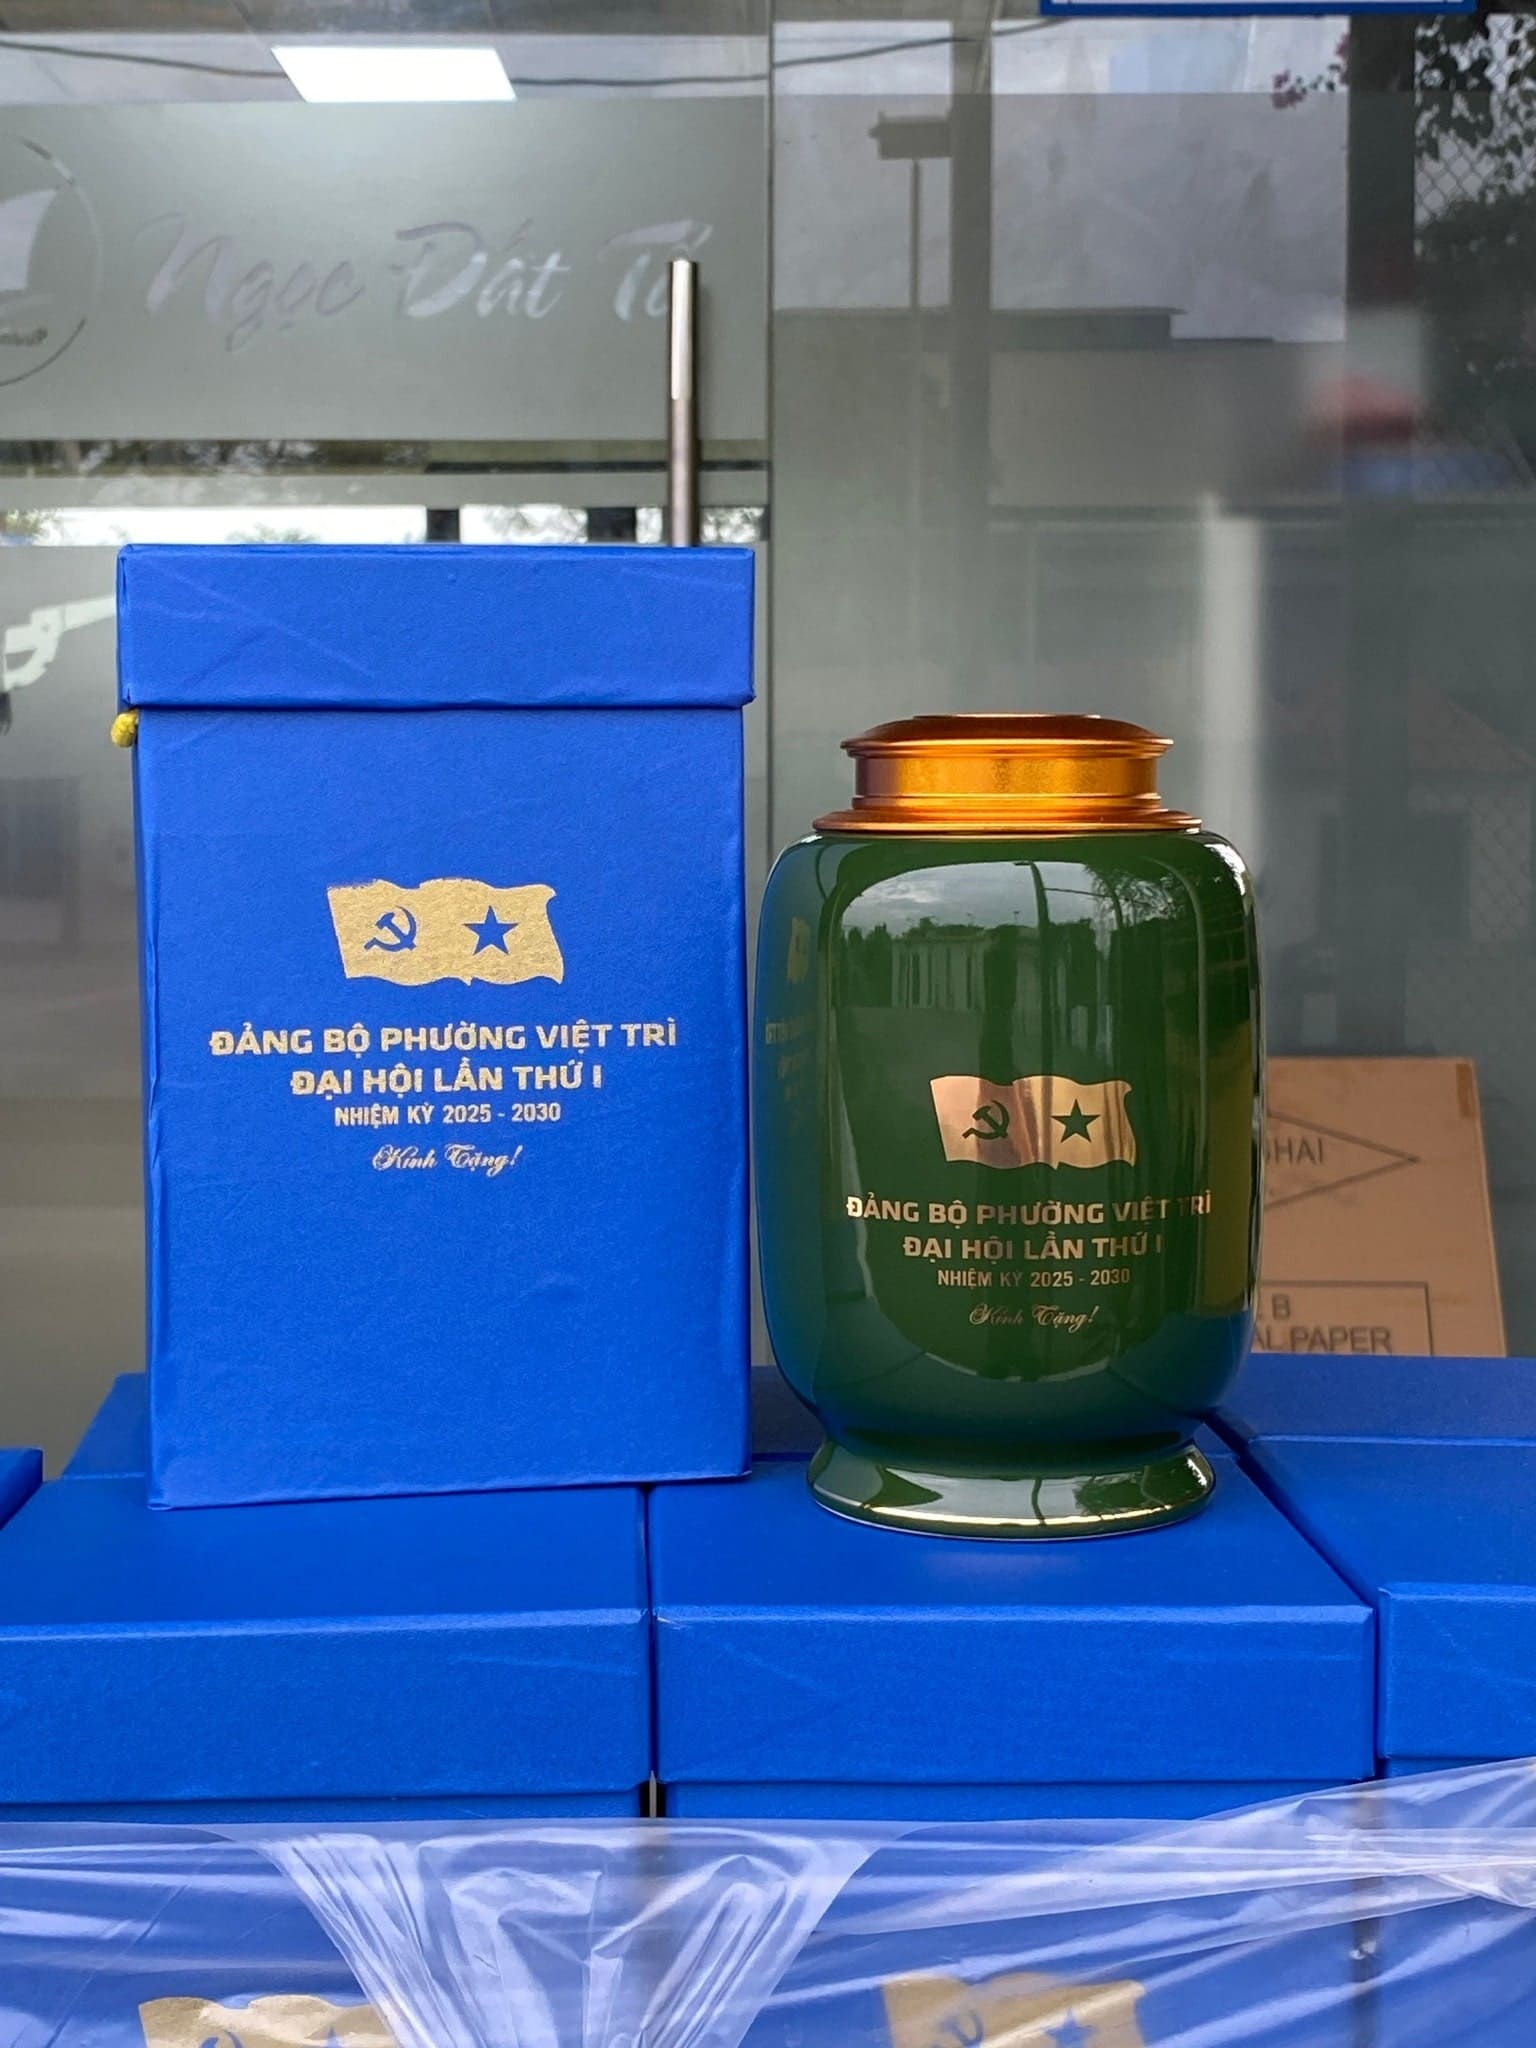 Ngọc Đất Tổ
ĐẢNG BỘ PHƯỜNG VIỆT TRÌ
ĐẠI HỘI LẦN THỨ I
NHIỆM KỲ 2025 - 2030
Kính Tặng!
ĐẢNG BỘ PHƯỜNG VIỆT TRÌ
ĐẠI HỘI LẦN THỨ I
NHIỆM KỲ 2025 - 2030
Kính Tặng!
HAI
B
PAPER